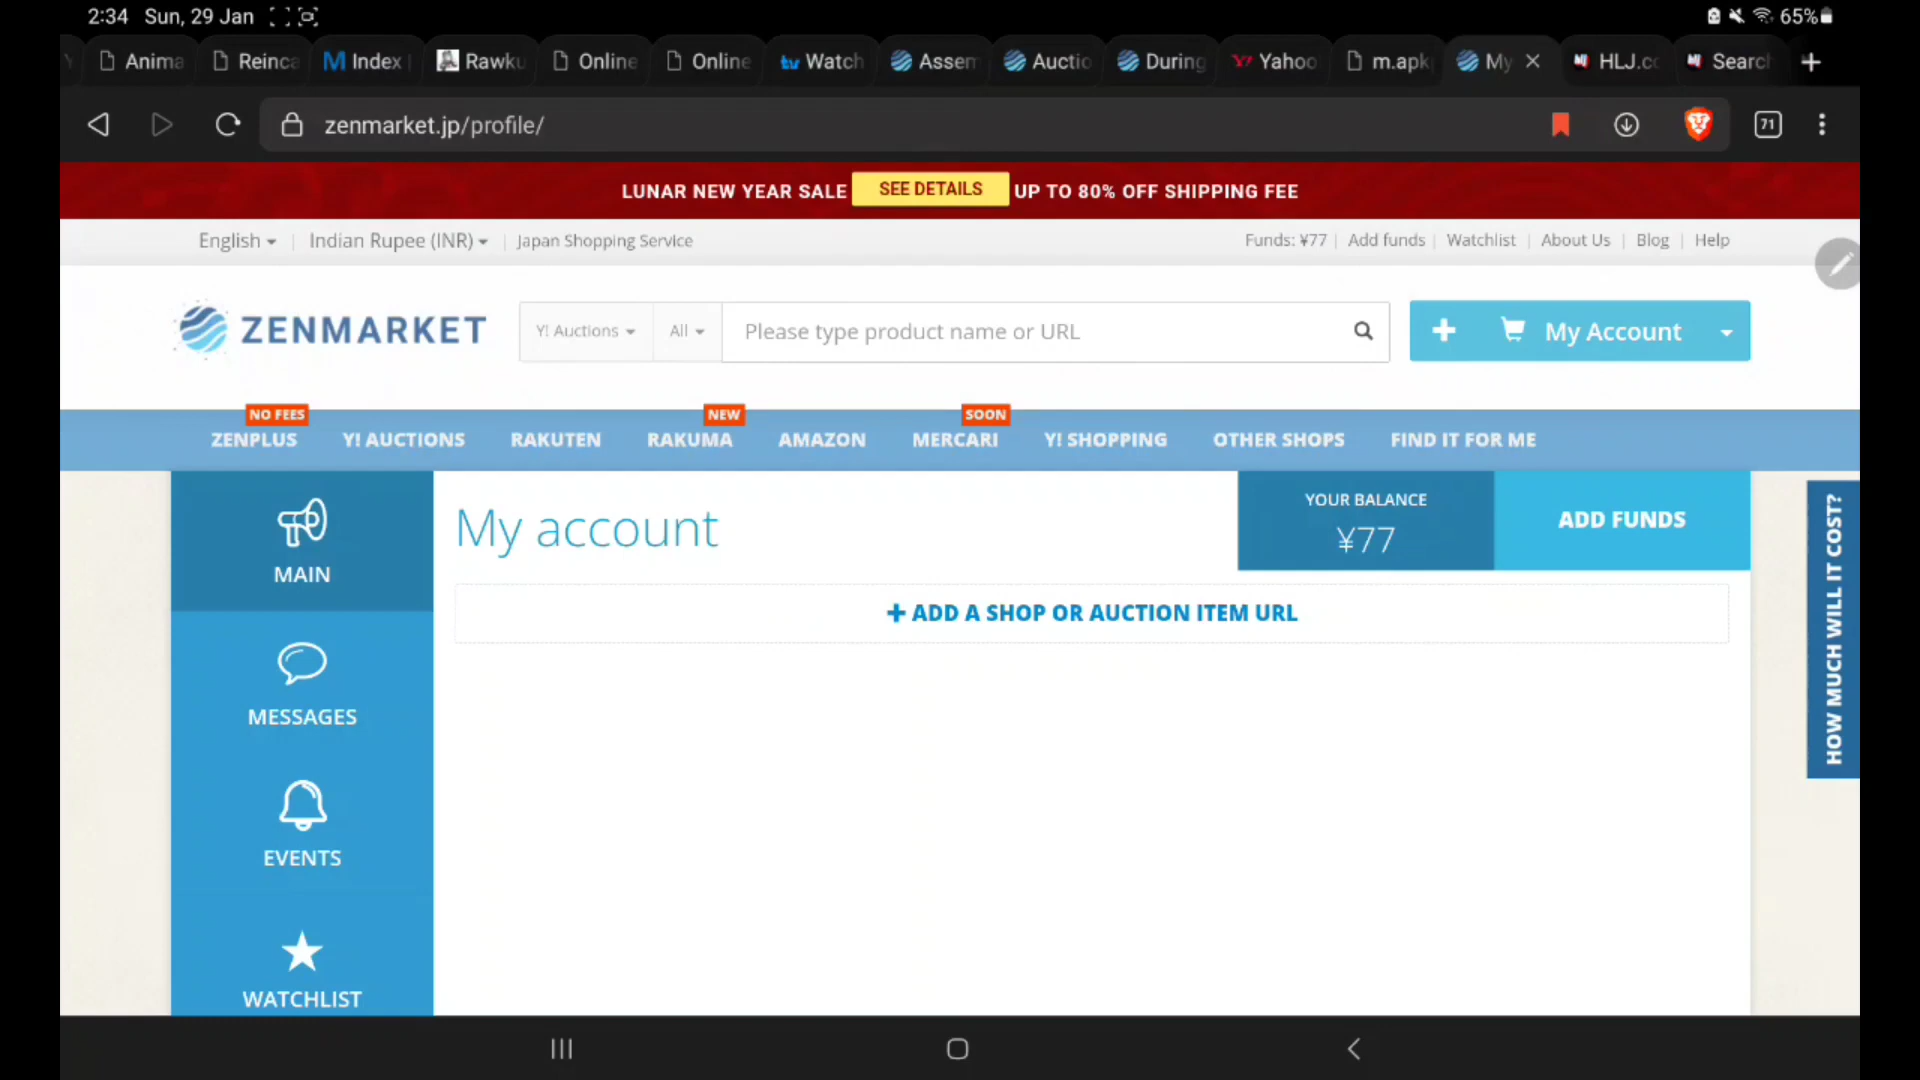 2:34 Sun, 29 Jan 65%
Anima Reinca Index Rawku Online Online Watch Assem Auctio During Yahoo m.apk My HLJ.co Search
zenmarket.jp/profile/ 71
LUNAR NEW YEAR SALE SEE DETAILS UP TO 80% OFF SHIPPING FEE
English | Indian Rupee (INR) | Japan Shopping Service Funds: ¥77 | Add funds | Watchlist | About Us | Blog | Help
ZENMARKET Y! Auctions All Please type product name or URL My Account
NO FEES NEW SOON
ZENPLUS Y! AUCTIONS RAKUTEN RAKUMA AMAZON MERCARI Y! SHOPPING OTHER SHOPS FIND IT FOR ME
My account
YOUR BALANCE
¥77
ADD FUNDS
+ ADD A SHOP OR AUCTION ITEM URL
MAIN
MESSAGES
EVENTS
WATCHLIST
HOW MUCH WILL IT COST?